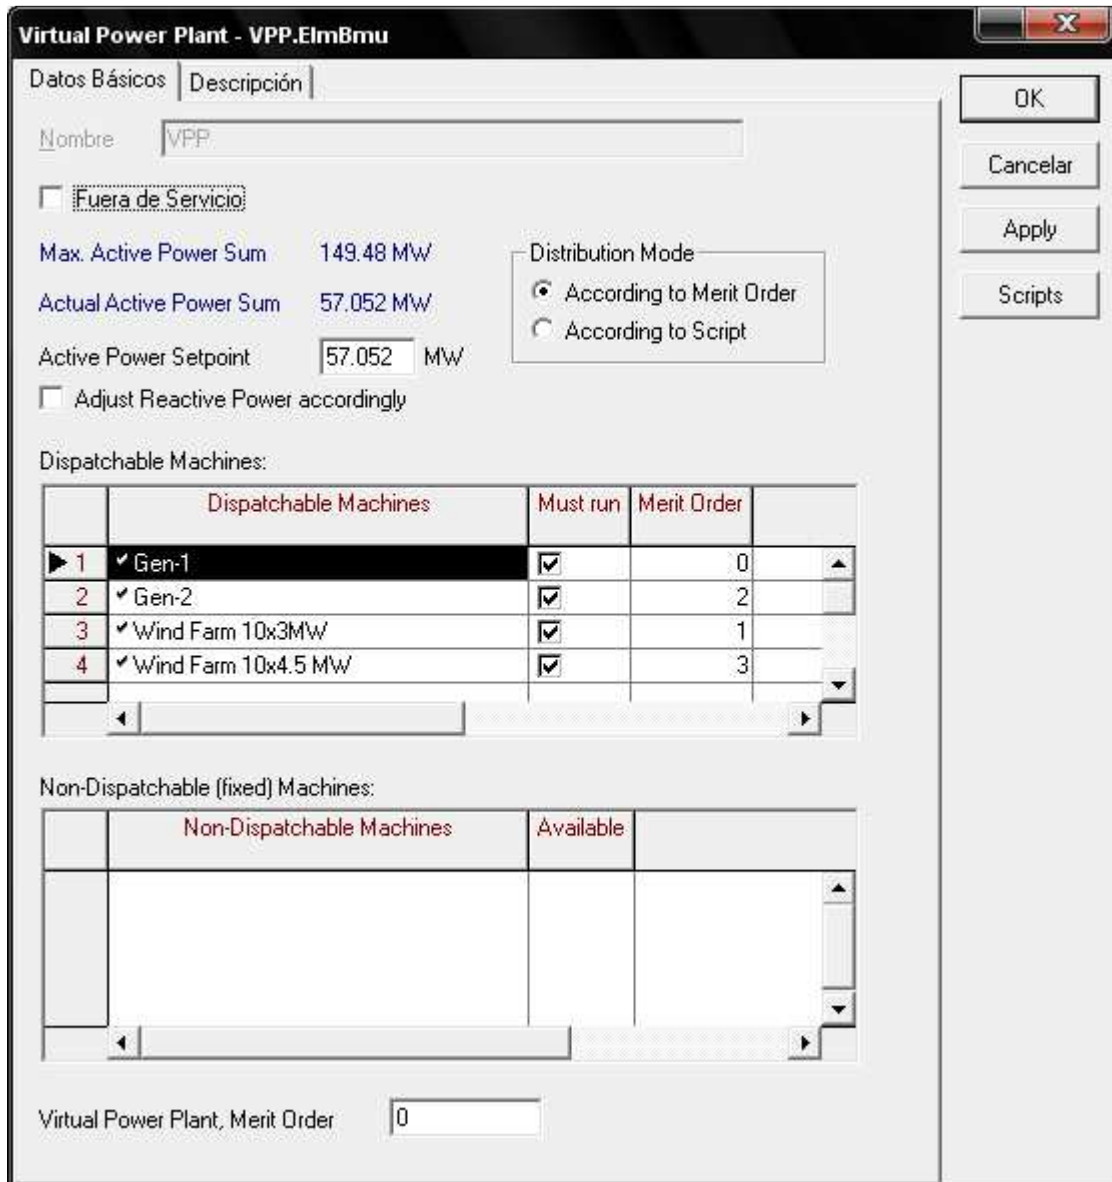 Virtual Power Plant - VPP.ElmBmu
Datos Básicos Descripción
OK
Nombre VPP
Cancelar
Fuera de Servicio
Apply
Max. Active Power Sum 149.48 MW
Distribution Mode
According to Merit Order
Scripts
Actual Active Power Sum 57.052 MW
According to Script
Active Power Setpoint 57.052 MW
Adjust Reactive Power accordingly
Dispatchable Machines:
Dispatchable Machines Must run Merit Order
1 Gen-1 0
2 Gen-2 2
3 Wind Farm 10x3MW 1
4 Wind Farm 10x4.5 MW 3
Non-Dispatchable (fixed) Machines:
Non-Dispatchable Machines Available
Virtual Power Plant, Merit Order 0